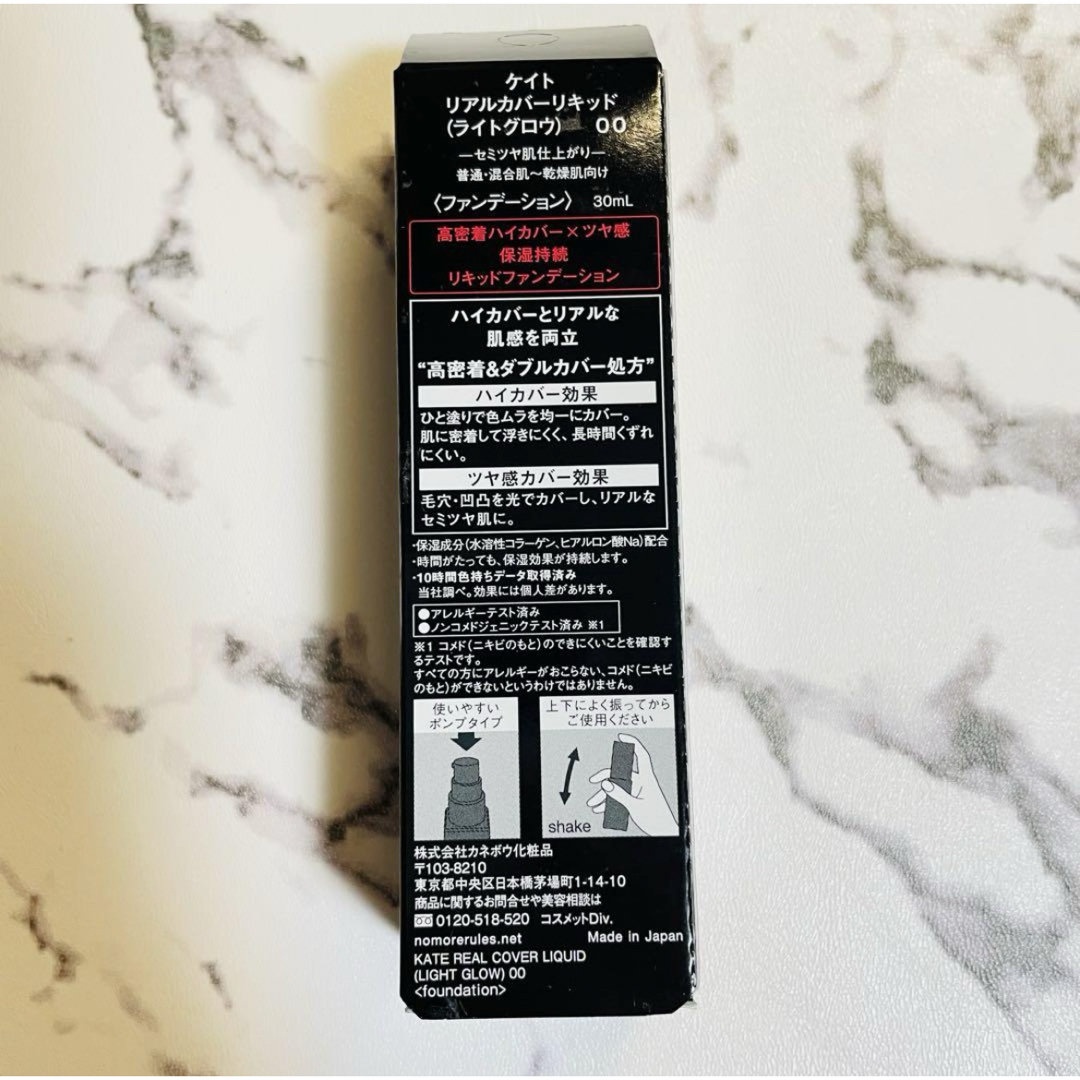 ケイト
リアルカバーリキッド
(ライトグロウ) 00
—セミツヤ肌仕上がり—
普通・混合肌〜乾燥肌向け
〈ファンデーション〉 30mL
高密着ハイカバー×ツヤ感
保湿持続
リキッドファンデーション
ハイカバーとリアルな
肌感を両立
“高密着&ダブルカバー処方”
ハイカバー効果
ひと塗りで色ムラを均一にカバー。
肌に密着して浮きにくく、長時間くずれ
にくい。
ツヤ感カバー効果
毛穴・凹凸を光でカバーし、リアルな
セミツヤ肌に。
・保湿成分(水溶性コラーゲン、ヒアルロン酸Na)配合
・時間がたっても、保湿効果が持続します。
・10時間色持ちデータ取得済み
当社調べ。効果には個人差があります。
●アレルギーテスト済み
●ノンコメドジェニックテスト済み ※1
※1 コメド(ニキビのもと)のできにくいことを確認す
るテストです。
すべての方にアレルギーがおこらない、コメド(ニキビ
のもと)ができないというわけではありません。
使いやすい
ポンプタイプ
上下によく振ってから
ご使用ください
shake
株式会社カネボウ化粧品
〒103-8210
東京都中央区日本橋茅場町1-14-10
商品に関するお問合せや美容相談は
0120-518-520 コスメットDiv.
nomorerules.net Made in Japan
KATE REAL COVER LIQUID
(LIGHT GLOW) 00
<foundation>